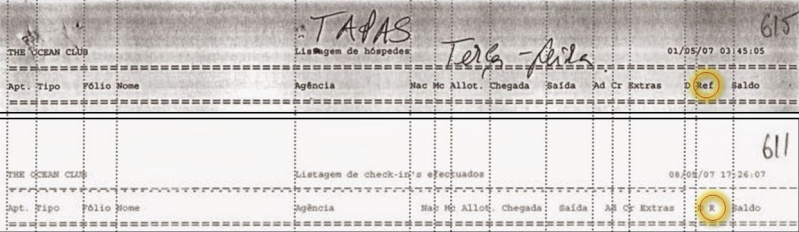 TAPAS 615
THE OCEAN CLUB Listagem de hóspedes Terça-feira 01/05/07 03:45:05
Apt. Tipo Fólio Nome Agência Nac Mc Allot. Chegada Saída Ad Cr Extras D Ref Saldo
611
THE OCEAN CLUB Listagem de check-in's efectuados 08/05/07 17:26:07
Apt. Tipo Fólio Nome Agência Nac Mc Allot. Chegada Saída Ad Cr Extras D R Saldo